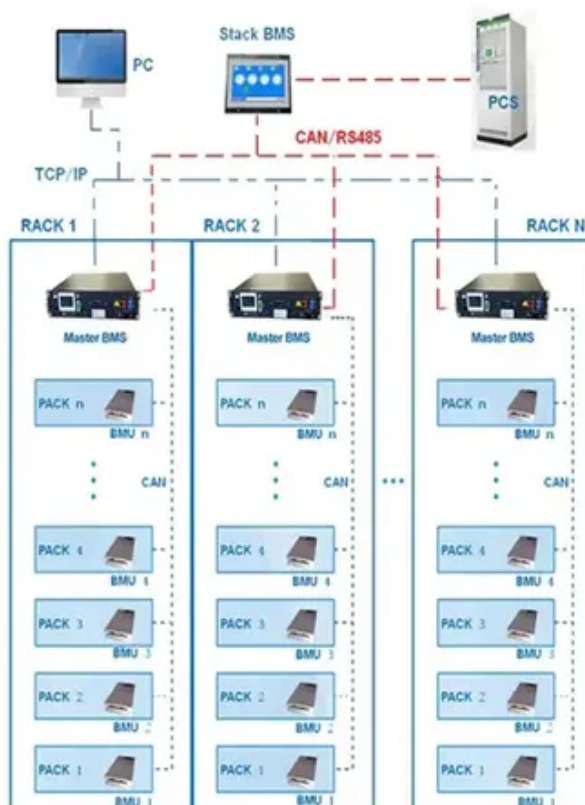 Stack BMS
PC
PCS
CAN/RS485
TCP/IP
RACK 1
RACK 2
RACK N
Master BMS
Master BMS
Master BMS
PACK n
PACK n
PACK n
BMU n
BMU n
BMU n
CAN
CAN
CAN
PACK 4
PACK 4
PACK 4
BMU 4
BMU 4
BMU 4
PACK 3
PACK 3
PACK 3
BMU 3
BMU 3
BMU 3
PACK 2
PACK 2
PACK 2
BMU 2
BMU 2
BMU 2
PACK 1
PACK 1
PACK 1
BMU 1
BMU 1
BMU 1